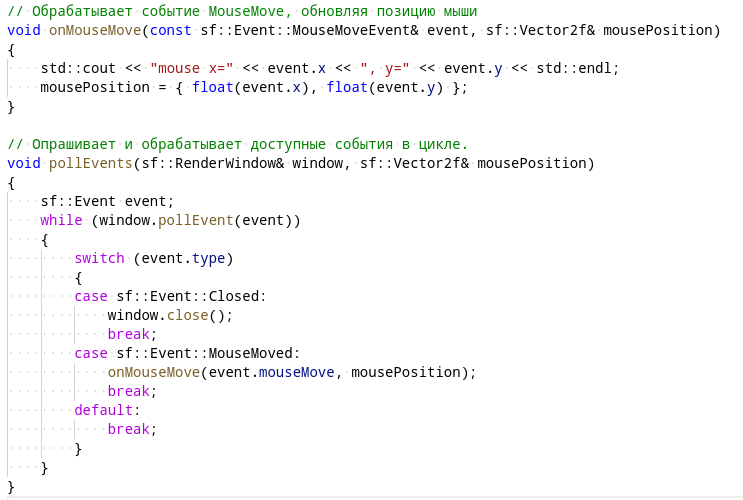 // Обрабатывает событие MouseMove, обновляя позицию мыши
void onMouseMove(const sf::Event::MouseMoveEvent& event, sf::Vector2f& mousePosition)
{
    std::cout << "mouse x=" << event.x << ", y=" << event.y << std::endl;
    mousePosition = { float(event.x), float(event.y) };
}

// Опрашивает и обрабатывает доступные события в цикле.
void pollEvents(sf::RenderWindow& window, sf::Vector2f& mousePosition)
{
    sf::Event event;
    while (window.pollEvent(event))
    {
        switch (event.type)
        {
        case sf::Event::Closed:
            window.close();
            break;
        case sf::Event::MouseMoved:
            onMouseMove(event.mouseMove, mousePosition);
            break;
        default:
            break;
        }
    }
}